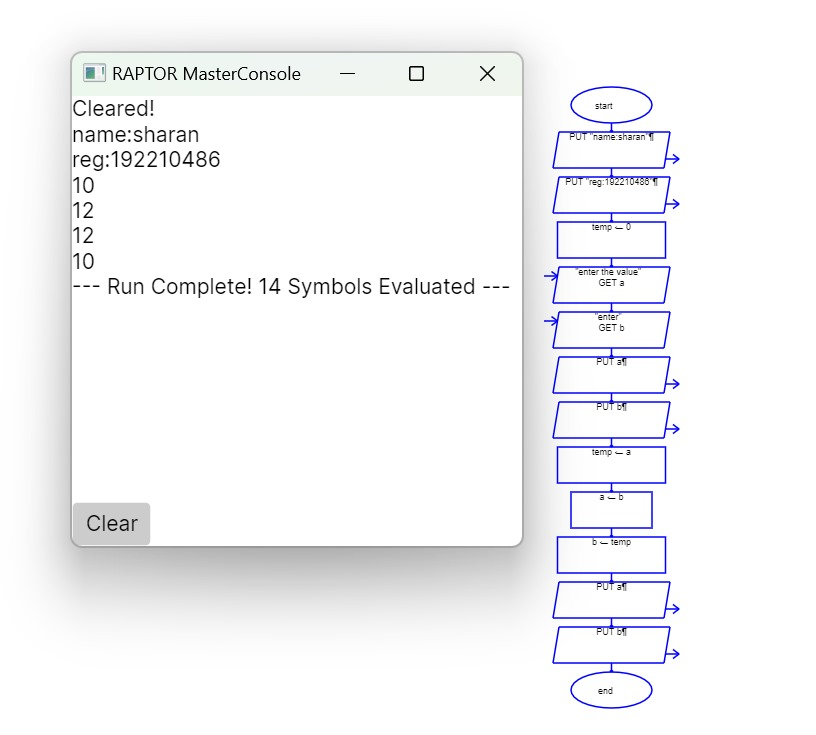 RAPTOR MasterConsole
Cleared!
name:sharan
reg:192210486
10
12
12
10
--- Run Complete! 14 Symbols Evaluated ---
Clear
start
PUT "name:sharan"¶
PUT "reg:192210486"¶
temp ← 0
"enter the value"
GET a
"enter"
GET b
PUT a¶
PUT b¶
temp ← a
a ← b
b ← temp
PUT a¶
PUT b¶
end